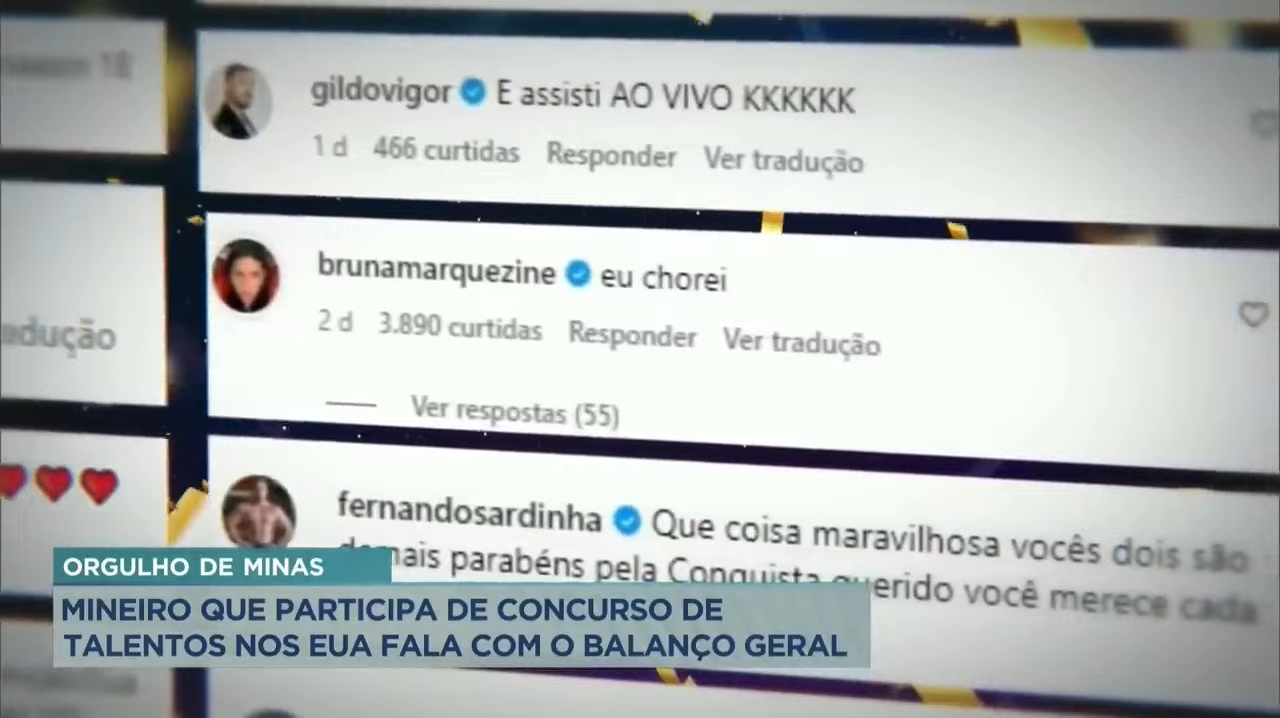 gildovigor E assisti AO VIVO KKKKKK
1 d 466 curtidas Responder Ver tradução
brunamarquezine eu chorei
2 d 3.890 curtidas Responder Ver tradução
adução
Ver respostas (55)
fernandosardinha Que coisa maravilhosa vocês dois são
demais parabéns pela Conquista querido você merece cada
ORGULHO DE MINAS
MINEIRO QUE PARTICIPA DE CONCURSO DE
TALENTOS NOS EUA FALA COM O BALANÇO GERAL